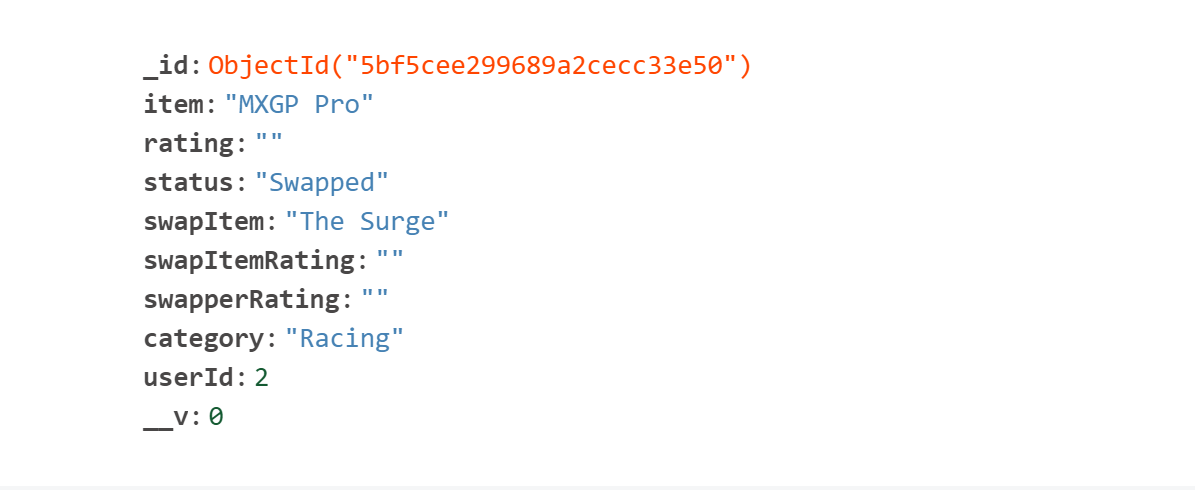 _id: ObjectId("5bf5cee299689a2cecc33e50")
item: "MXGP Pro"
rating: ""
status: "Swapped"
swapItem: "The Surge"
swapItemRating: ""
swapperRating: ""
category: "Racing"
userId: 2
__v: 0